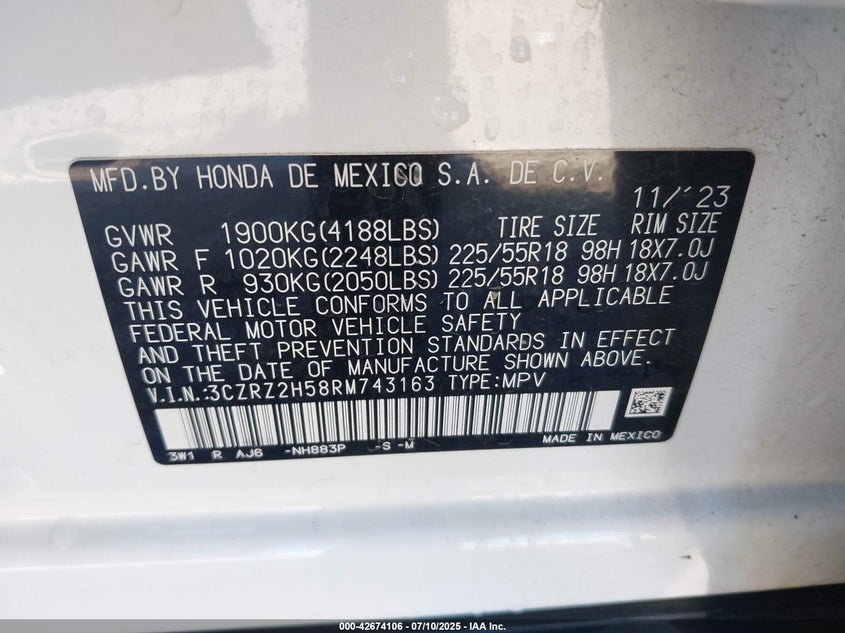 MFD.BY HONDA DE MEXICO S.A. DE C.V.
11/'23
GVWR 1900KG(4188LBS) TIRE SIZE RIM SIZE
GAWR F 1020KG(2248LBS) 225/55R18 98H 18X7.0J
GAWR R 930KG(2050LBS) 225/55R18 98H 18X7.0J
THIS VEHICLE CONFORMS TO ALL APPLICABLE
FEDERAL MOTOR VEHICLE SAFETY
AND THEFT PREVENTION STANDARDS IN EFFECT
ON THE DATE OF MANUFACTURE SHOWN ABOVE.
V.I.N.:3CZRZ2H58RM743163 TYPE:MPV
3W1 R AJ6 -NH883P -S -M MADE IN MEXICO
000-42674106 - 07/10/2025 - IAA Inc.